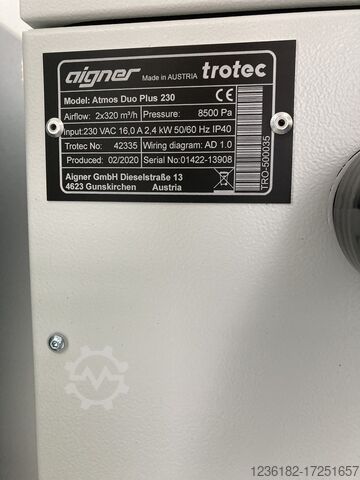 aigner Made in AUSTRIA trotec
Model: Atmos Duo Plus 230 CE
Airflow: 2x320 m³/h Pressure: 8500 Pa
Input:230 VAC 16,0 A 2,4 kW 50/60 Hz IP40
Trotec No: 42335 Wiring diagram: AD 1.0
Produced: 02/2020 Serial No:01422-13908
Aigner GmbH Dieselstraße 13
4623 Gunskirchen Austria
TRO-500035
MACHINESEEKER
1236182-17251657